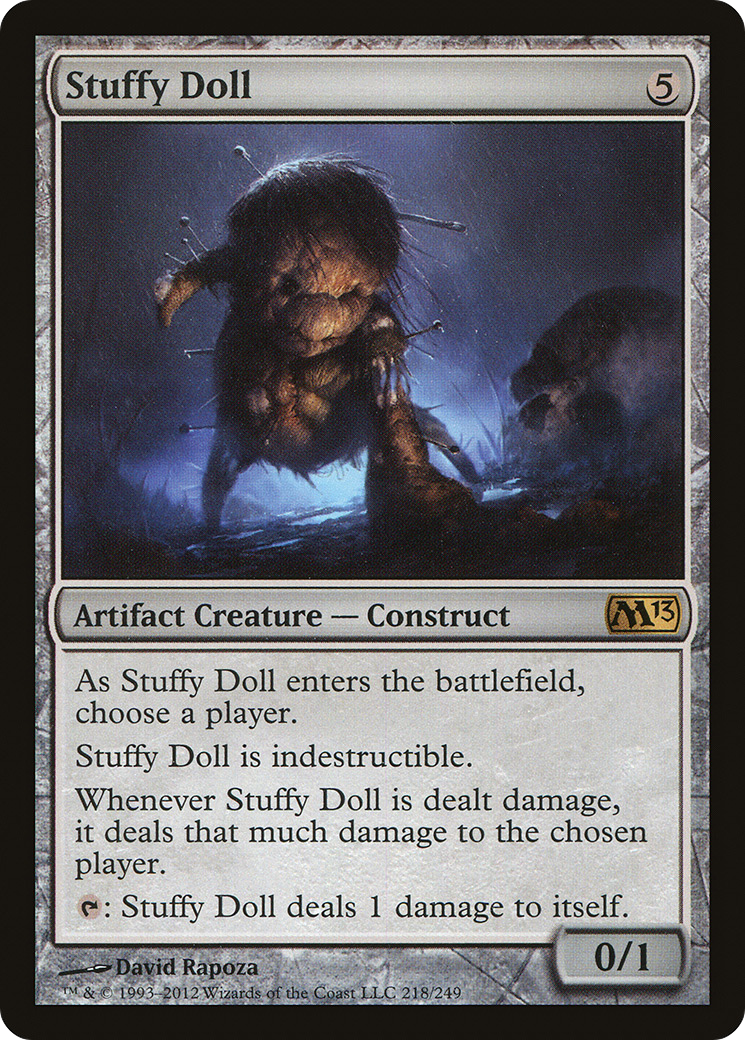 Stuffy Doll 5
Artifact Creature — Construct M13
As Stuffy Doll enters the battlefield,
choose a player.
Stuffy Doll is indestructible.
Whenever Stuffy Doll is dealt damage,
it deals that much damage to the chosen
player.
: Stuffy Doll deals 1 damage to itself.
0/1
David Rapoza
™ & © 1993–2012 Wizards of the Coast LLC 218/249